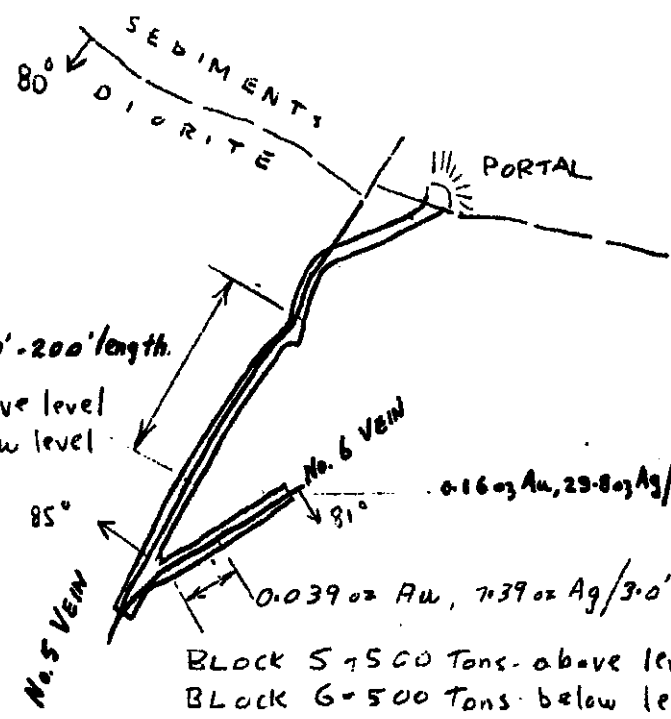 SEDIMENTS
80°
DIORITE
PORTAL
0'-200' length.
ve level
w level
No. 6 VEIN
0.16 oz Au, 29.8 oz Ag/
85°
81°
0.039 oz Au, 7.39 oz Ag/3.0'
No. 5 VEIN
BLOCK 5 - 500 Tons - above lev
BLOCK 6 - 500 Tons - below le